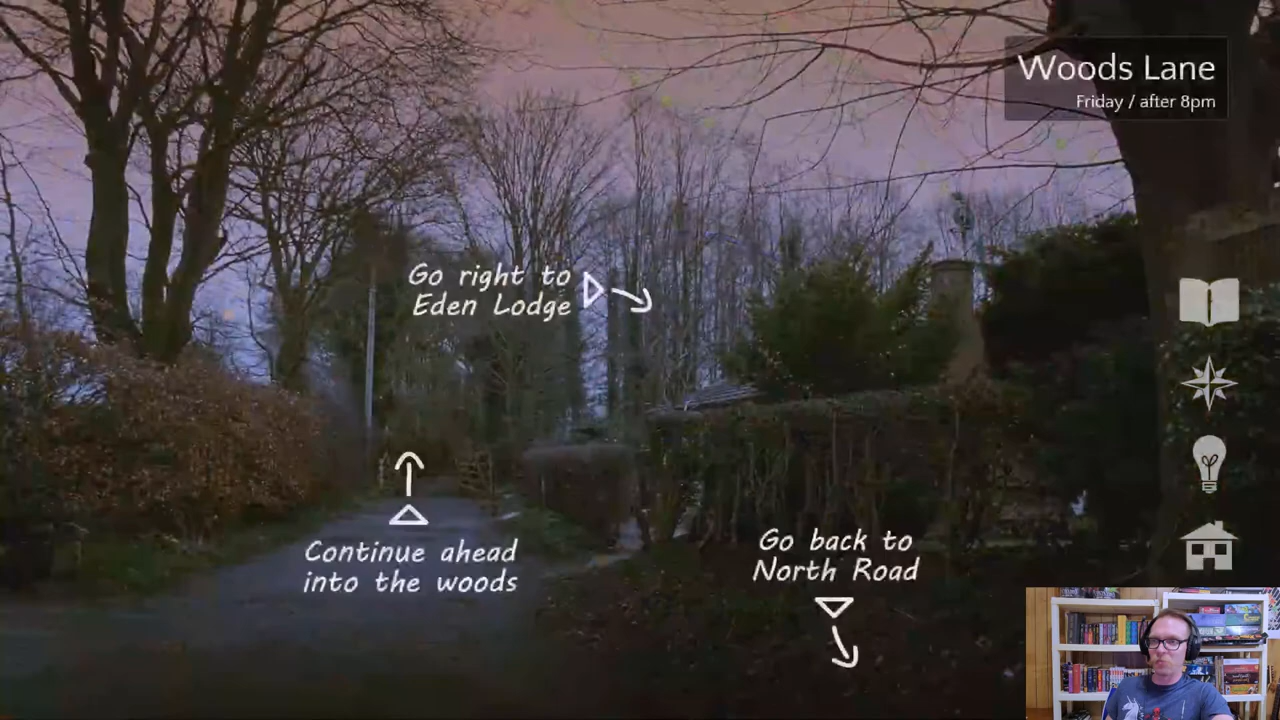 Woods Lane
Friday / after 8pm
Go right to
Eden Lodge
Continue ahead
into the woods
Go back to
North Road